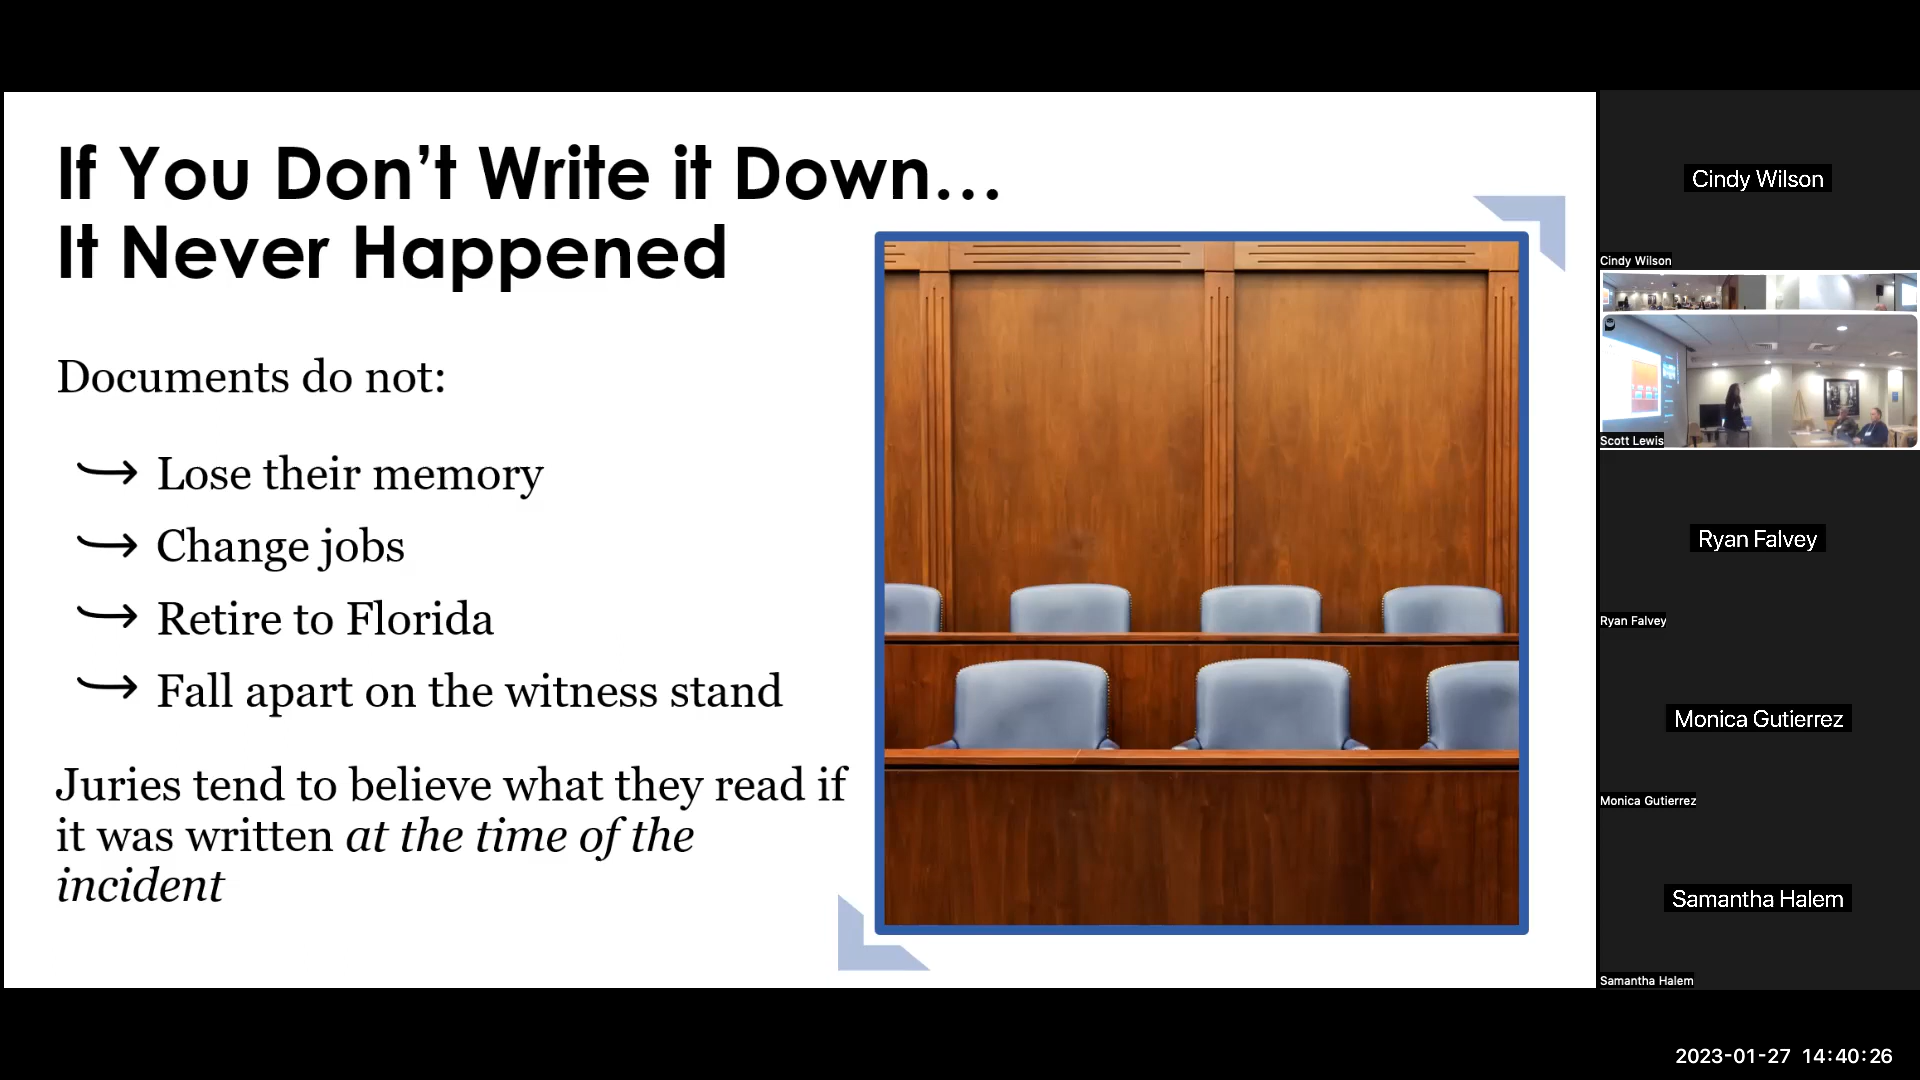 If You Don’t Write it Down…
It Never Happened
Documents do not:
Lose their memory
Change jobs
Retire to Florida
Fall apart on the witness stand
Juries tend to believe what they read if
it was written at the time of the
incident
Cindy Wilson
Cindy Wilson
Scott Lewis
Ryan Falvey
Ryan Falvey
Monica Gutierrez
Monica Gutierrez
Samantha Halem
Samantha Halem
2023-01-27 14:40:26